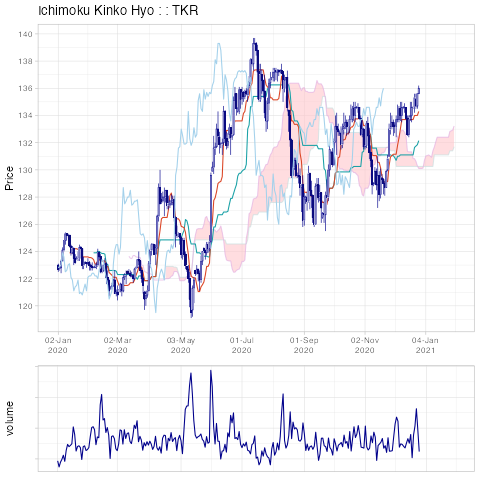 Ichimoku Kinko Hyo : : TKR
140
138
136
134
132
130
128
126
124
122
120
Price
02-Jan 02-Mar 03-May 01-Jul 01-Sep 02-Nov 04-Jan
2020 2020 2020 2020 2020 2020 2021
volume